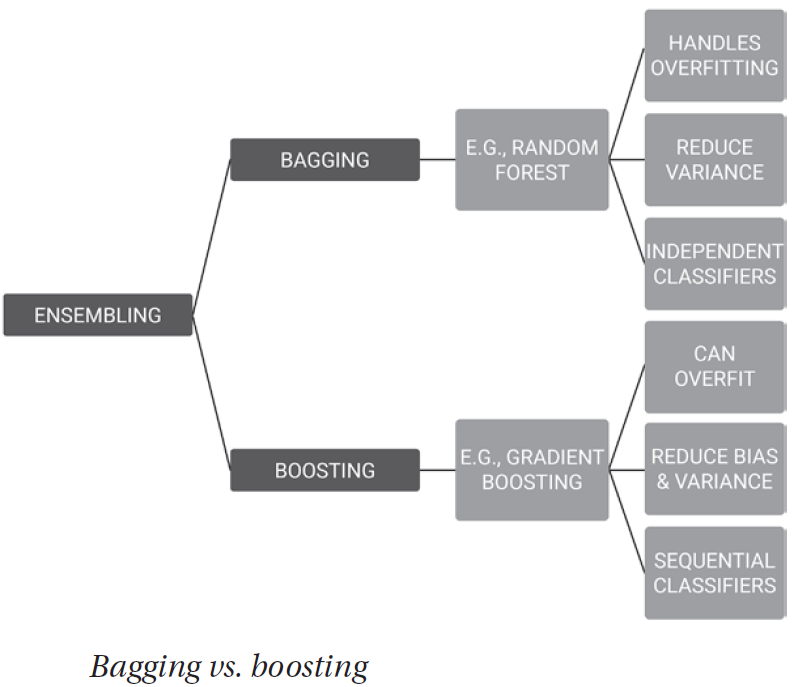 ENSEMBLING
BAGGING
E.G., RANDOM
FOREST
HANDLES
OVERFITTING
REDUCE
VARIANCE
INDEPENDENT
CLASSIFIERS
BOOSTING
E.G., GRADIENT
BOOSTING
CAN
OVERFIT
REDUCE BIAS
& VARIANCE
SEQUENTIAL
CLASSIFIERS
Bagging vs. boosting